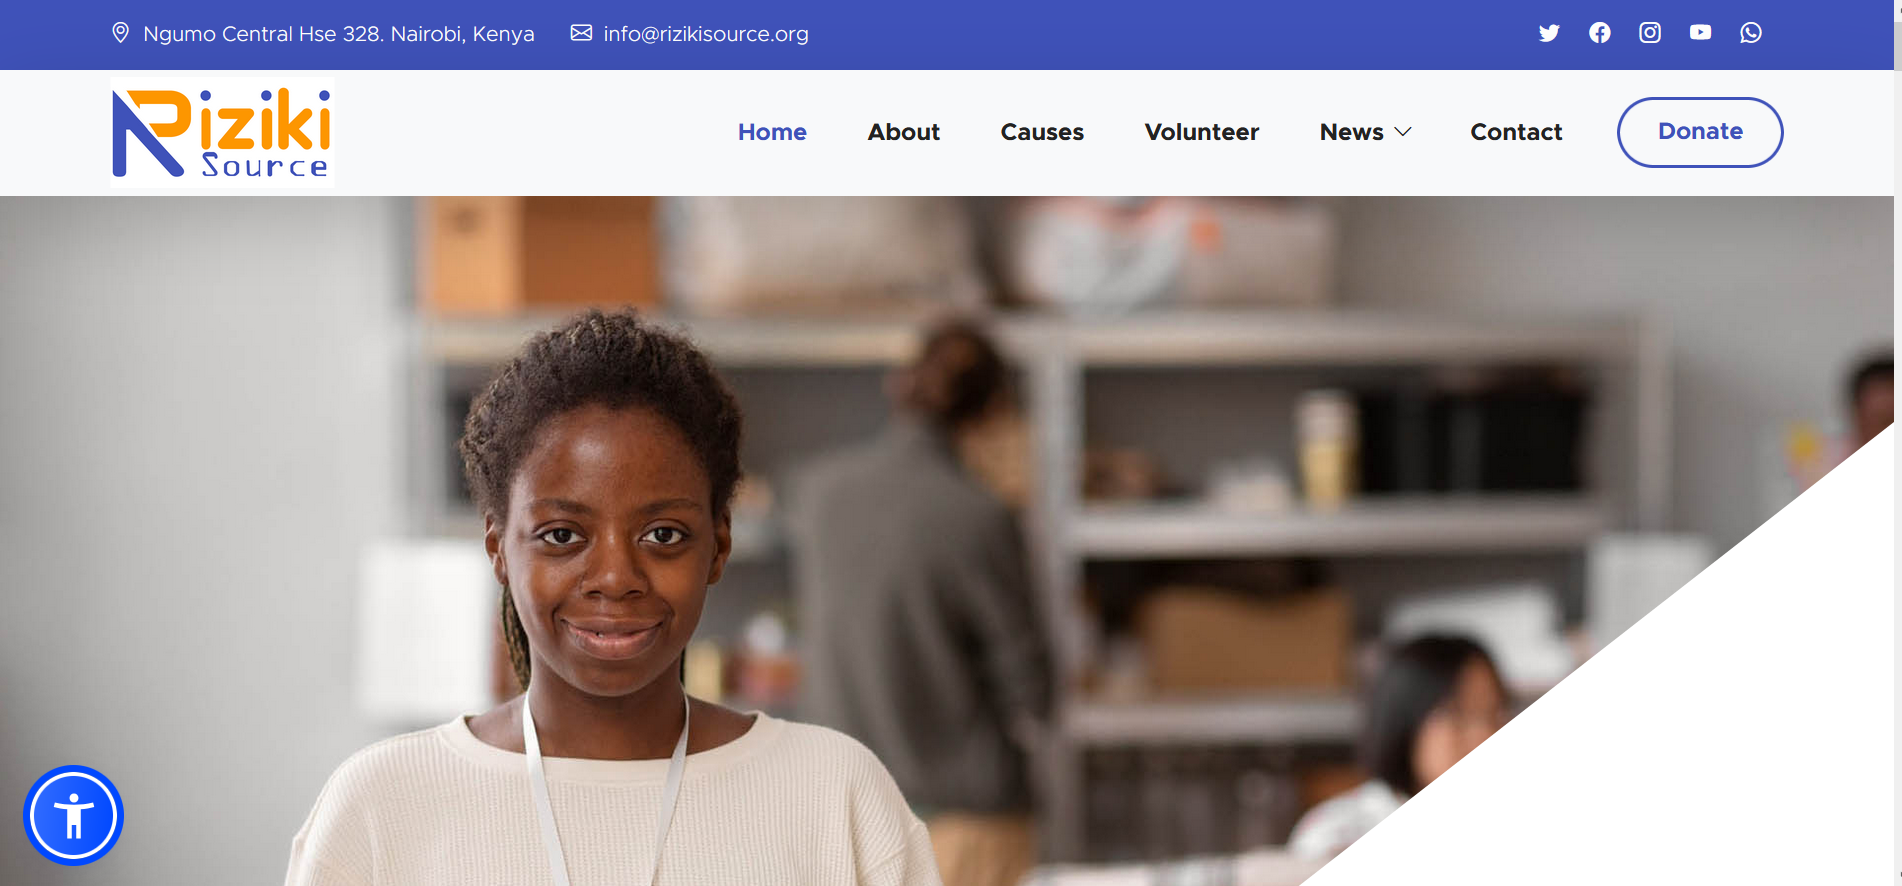 Ngumo Central Hse 328. Nairobi, Kenya info@rizikisource.org
Riziki
Source
Home About Causes Volunteer News Contact Donate